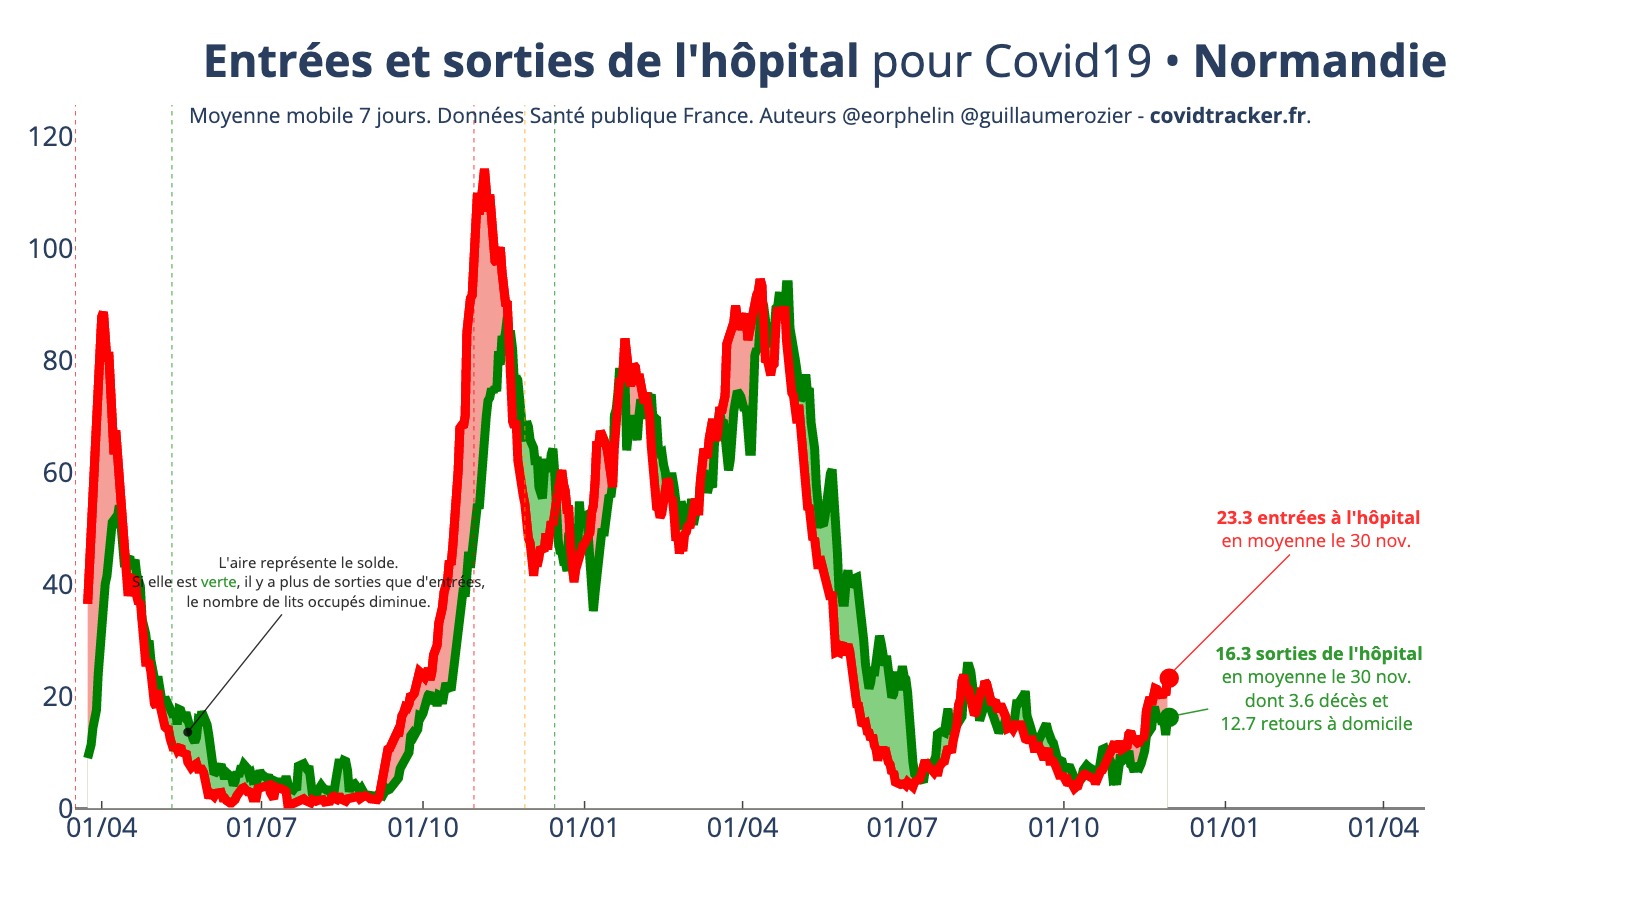 Entrées et sorties de l'hôpital pour Covid19 • Normandie
Moyenne mobile 7 jours. Données Santé publique France. Auteurs @eorphelin @guillaumerozier - covidtracker.fr.
120
100
80
60
40
20
0
L'aire représente le solde.
Si elle est verte, il y a plus de sorties que d'entrées,
le nombre de lits occupés diminue.
23.3 entrées à l'hôpital
en moyenne le 30 nov.
16.3 sorties de l'hôpital
en moyenne le 30 nov.
dont 3.6 décès et
12.7 retours à domicile
01/04
01/07
01/10
01/01
01/04
01/07
01/10
01/01
01/04